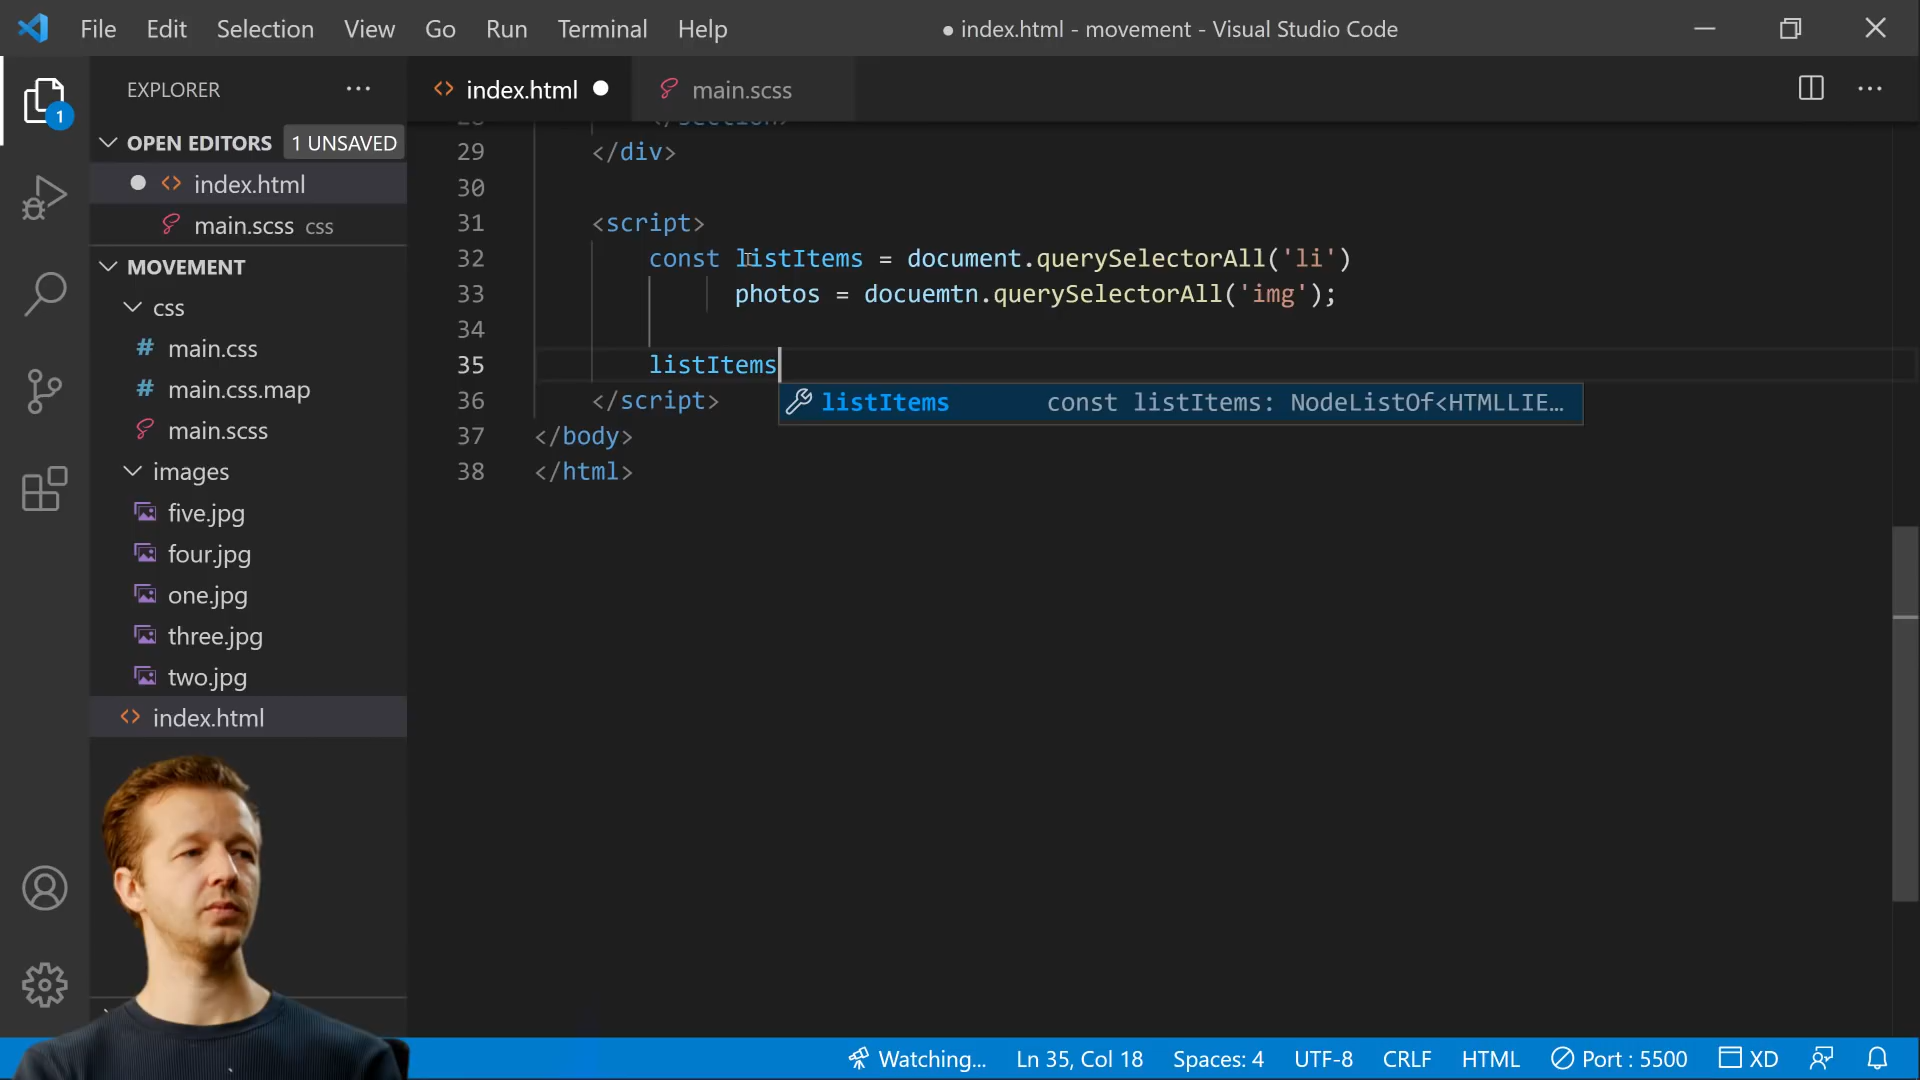 File Edit Selection View Go Run Terminal Help ● index.html - movement - Visual Studio Code
EXPLORER
index.html
main.scss
1
OPEN EDITORS 1 UNSAVED
index.html
main.scss css
MOVEMENT
css
main.css
main.css.map
main.scss
images
five.jpg
four.jpg
one.jpg
three.jpg
two.jpg
index.html
28 </section>
29 </div>
30
31 <script>
32 const listItems = document.querySelectorAll('li')
33 photos = docuemtn.querySelectorAll('img');
34
35 listItems
36 </script>
listItems const listItems: NodeListOf<HTMLLIE…
37 </body>
38 </html>
Watching... Ln 35, Col 18 Spaces: 4 UTF-8 CRLF HTML Port : 5500 XD